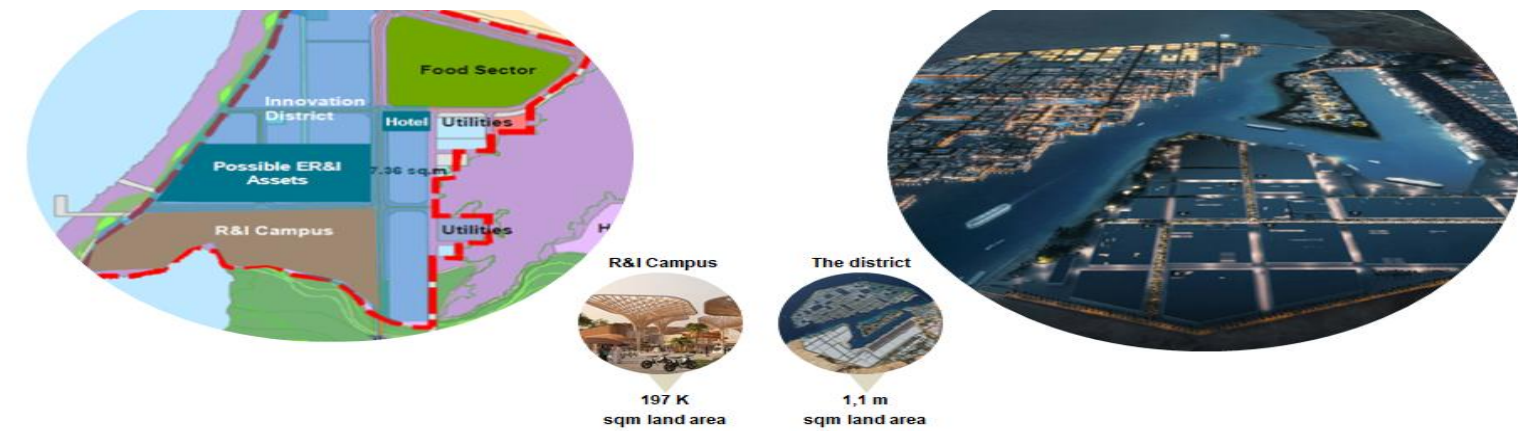 Food Sector
Innovation
District
Hotel
Utilities
Possible ER&I
Assets
7.36 sq.m
R&I Campus
Utilities
H
R&I Campus
The district
197 K
sqm land area
1,1 m
sqm land area